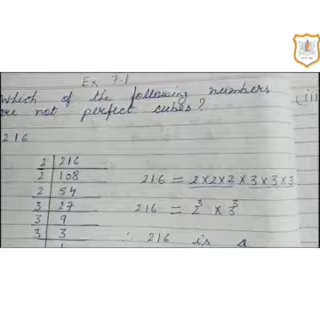 Ex 7.1
Which of the following numbers (ii
are not perfect cubes?
216
2 | 216
2 | 108 216 = 2×2×2 × 3×3×3
2 | 54
3 | 27 216 = 2³ × 3³
3 | 9
3 | 3
∴ 216 is a